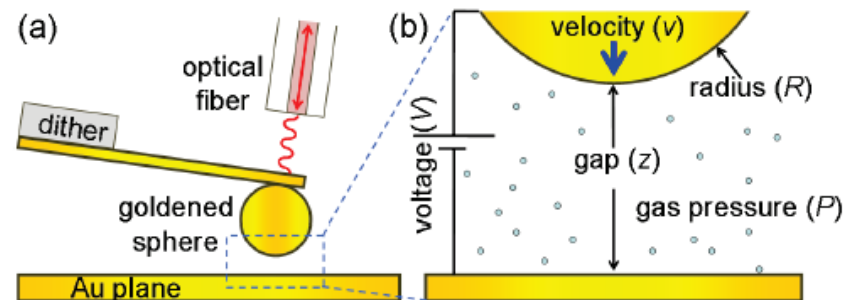 (a)
optical
fiber
dither
goldened
sphere
Au plane
(b)
velocity (v)
radius (R)
voltage (V)
gap (z)
gas pressure (P)